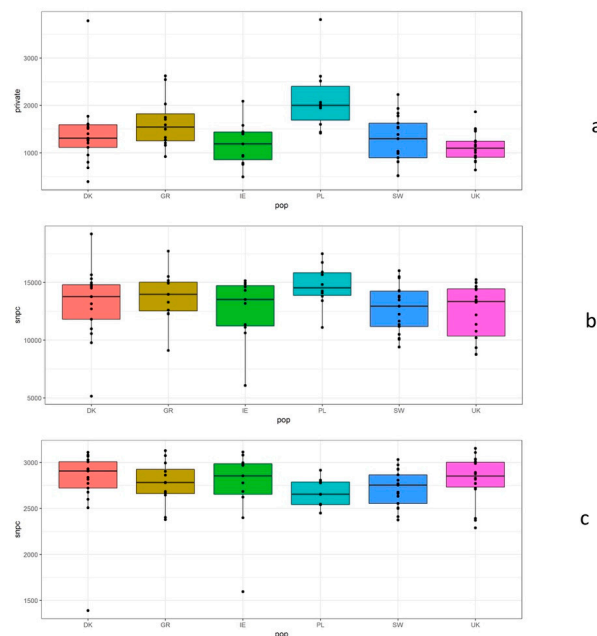 3000
2000
1000
private
DK GR IE PL SW UK
pop
a
15000
10000
5000
snpc
DK GR IE PL SW UK
pop
b
3000
2500
2000
1500
snpc
DK GR IE PL SW UK
pop
c